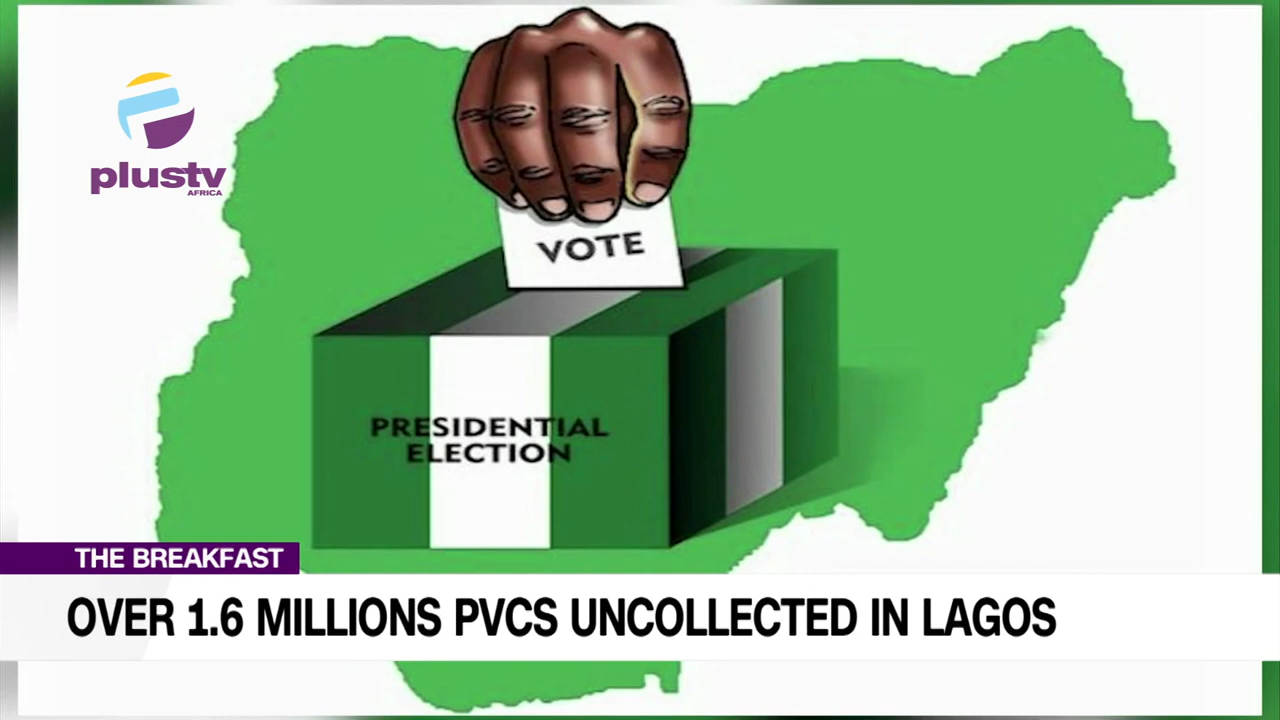 plustv
AFRICA
VOTE
PRESIDENTIAL
ELECTION
THE BREAKFAST
OVER 1.6 MILLIONS PVCS UNCOLLECTED IN LAGOS